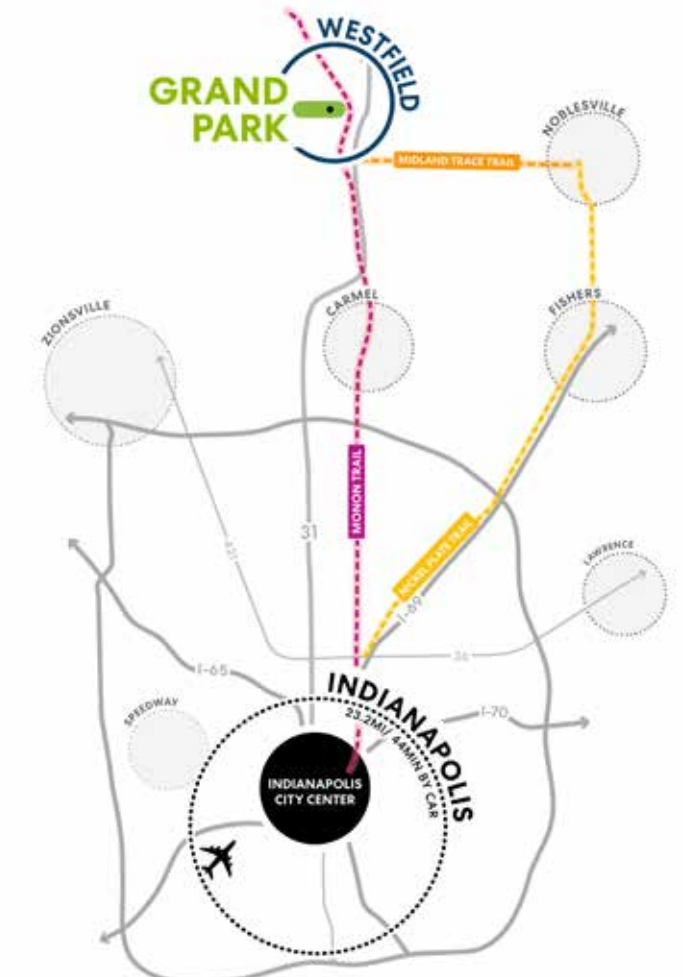 WESTFIELD
GRAND
PARK
NOBLESVILLE
MIDLAND TRACE TRAIL
ZIONSVILLE
CARMEL
FISHERS
MONON TRAIL
31
421
NICKEL PLATE TRAIL
LAWRENCE
I-69
36
I-65
INDIANAPOLIS
23.2MI/ 44MIN BY CAR
SPEEDWAY
I-70
INDIANAPOLIS
CITY CENTER